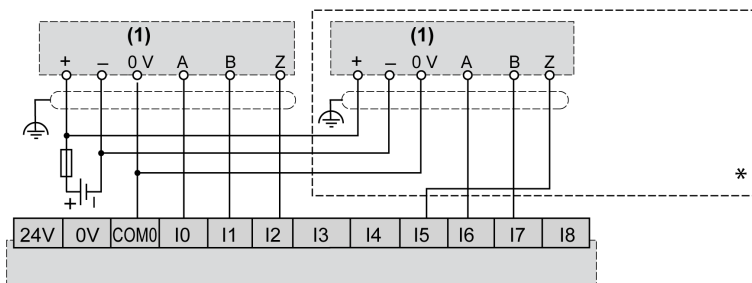 (1) (1)
+ – 0 V A B Z + – 0 V A B Z
+ –
*
24V 0V COM0 I0 I1 I2 I3 I4 I5 I6 I7 I8